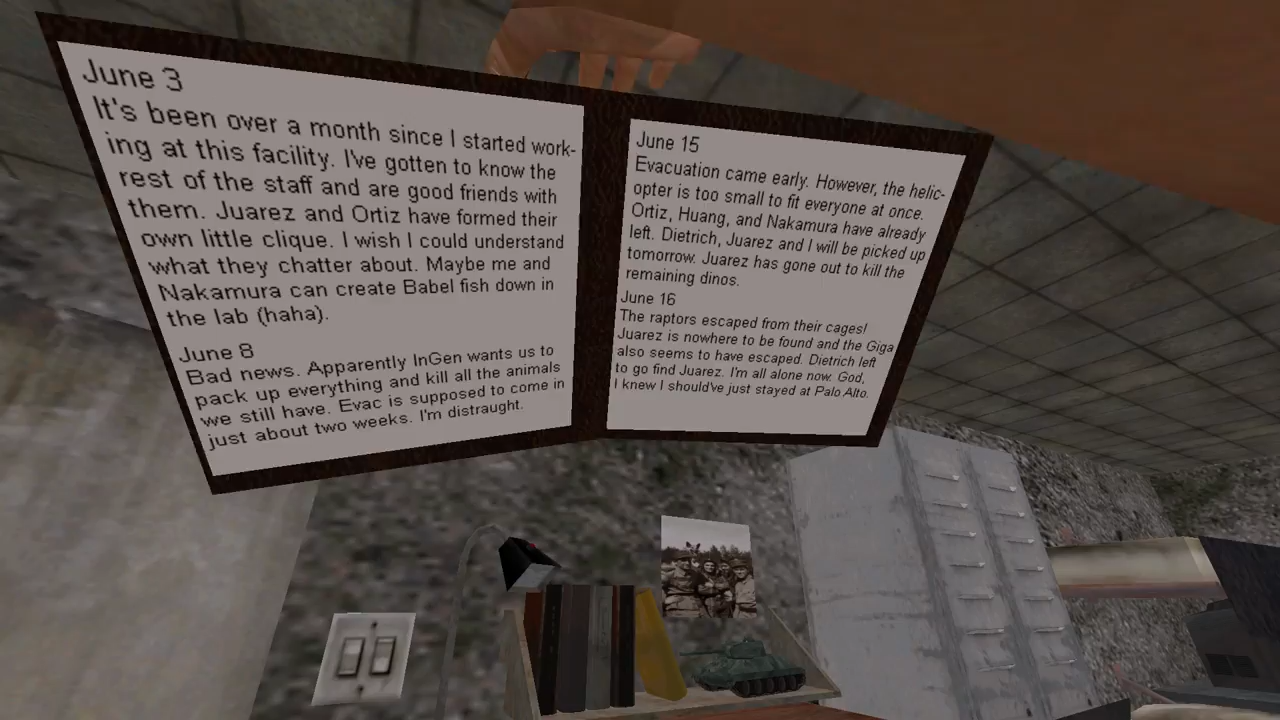 June 3
It's been over a month since I started work-
ing at this facility. I've gotten to know the
rest of the staff and are good friends with
them. Juarez and Ortiz have formed their
own little clique. I wish I could understand
what they chatter about. Maybe me and
Nakamura can create Babel fish down in
the lab (haha).
June 8
Bad news. Apparently InGen wants us to
pack up everything and kill all the animals
we still have. Evac is supposed to come in
just about two weeks. I'm distraught.
June 15
Evacuation came early. However, the helic-
opter is too small to fit everyone at once.
Ortiz, Huang, and Nakamura have already
left. Dietrich, Juarez and I will be picked up
tomorrow. Juarez has gone out to kill the
remaining dinos.
June 16
The raptors escaped from their cages!
Juarez is nowhere to be found and the Giga
also seems to have escaped. Dietrich left
to go find Juarez. I'm all alone now. God,
I knew I should've just stayed at Palo Alto.